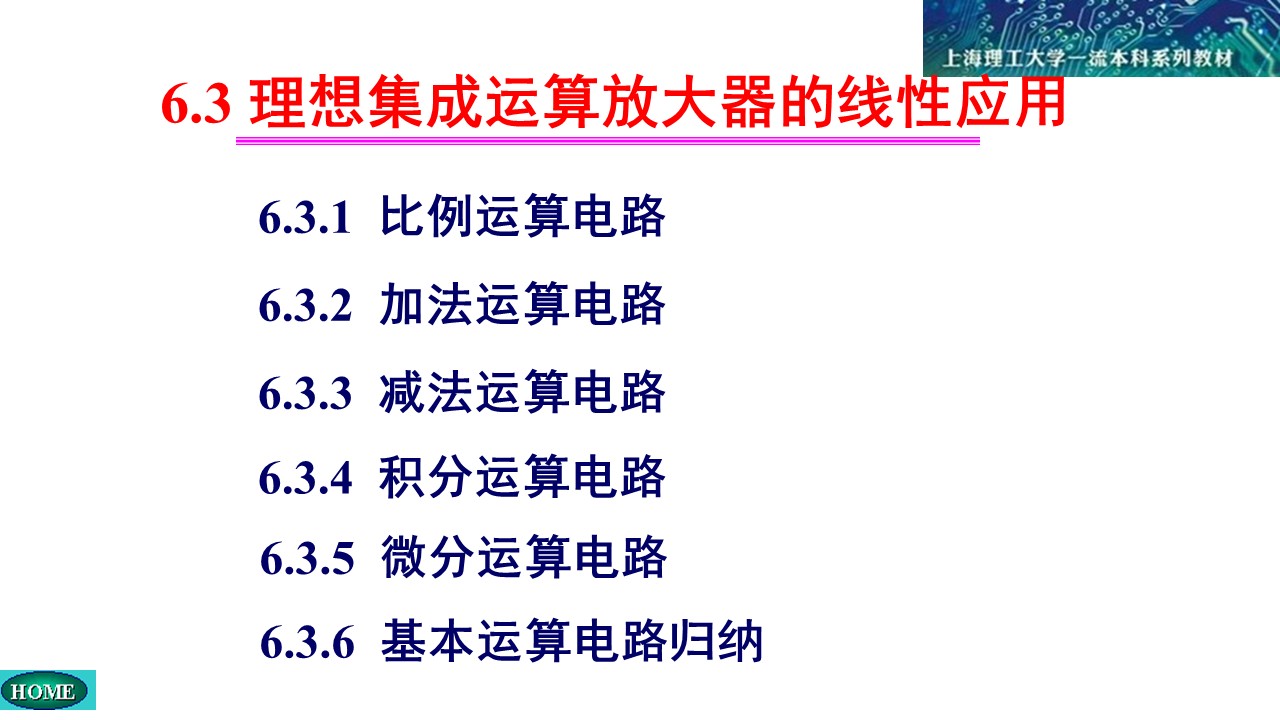 上海理工大学一流本科系列教材
6.3 理想集成运算放大器的线性应用
6.3.1 比例运算电路
6.3.2 加法运算电路
6.3.3 减法运算电路
6.3.4 积分运算电路
6.3.5 微分运算电路
6.3.6 基本运算电路归纳
HOME